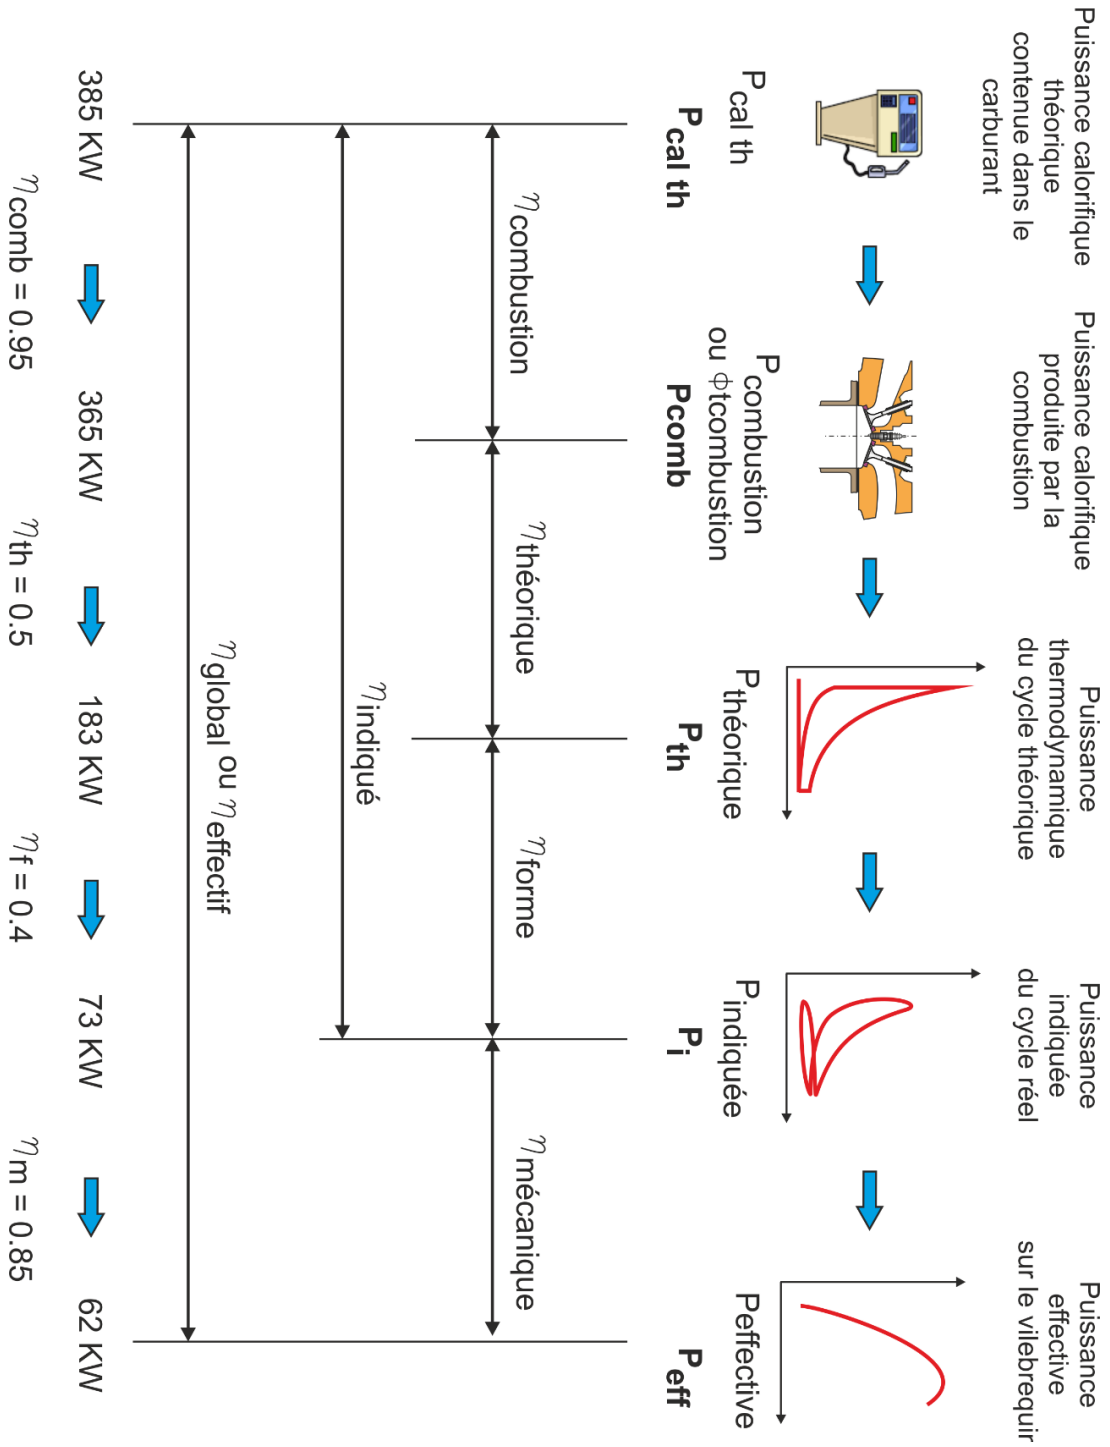 Puissance calorifique
théorique
contenue dans le
carburant
Puissance calorifique
produite par la
combustion
Puissance
thermodynamique
du cycle théorique
Puissance
indiquée
du cycle réel
Puissance
effective
sur le vilebrequin
P cal th
P cal th
P combustion
ou ϕtcombustion
Pcomb
P théorique
P th
P indiquée
P i
Peffective
P eff
η combustion
η théorique
η forme
η mécanique
η indiqué
η global ou η effectif
385 KW
365 KW
183 KW
73 KW
62 KW
η comb = 0.95
η th = 0.5
η f = 0.4
η m = 0.85